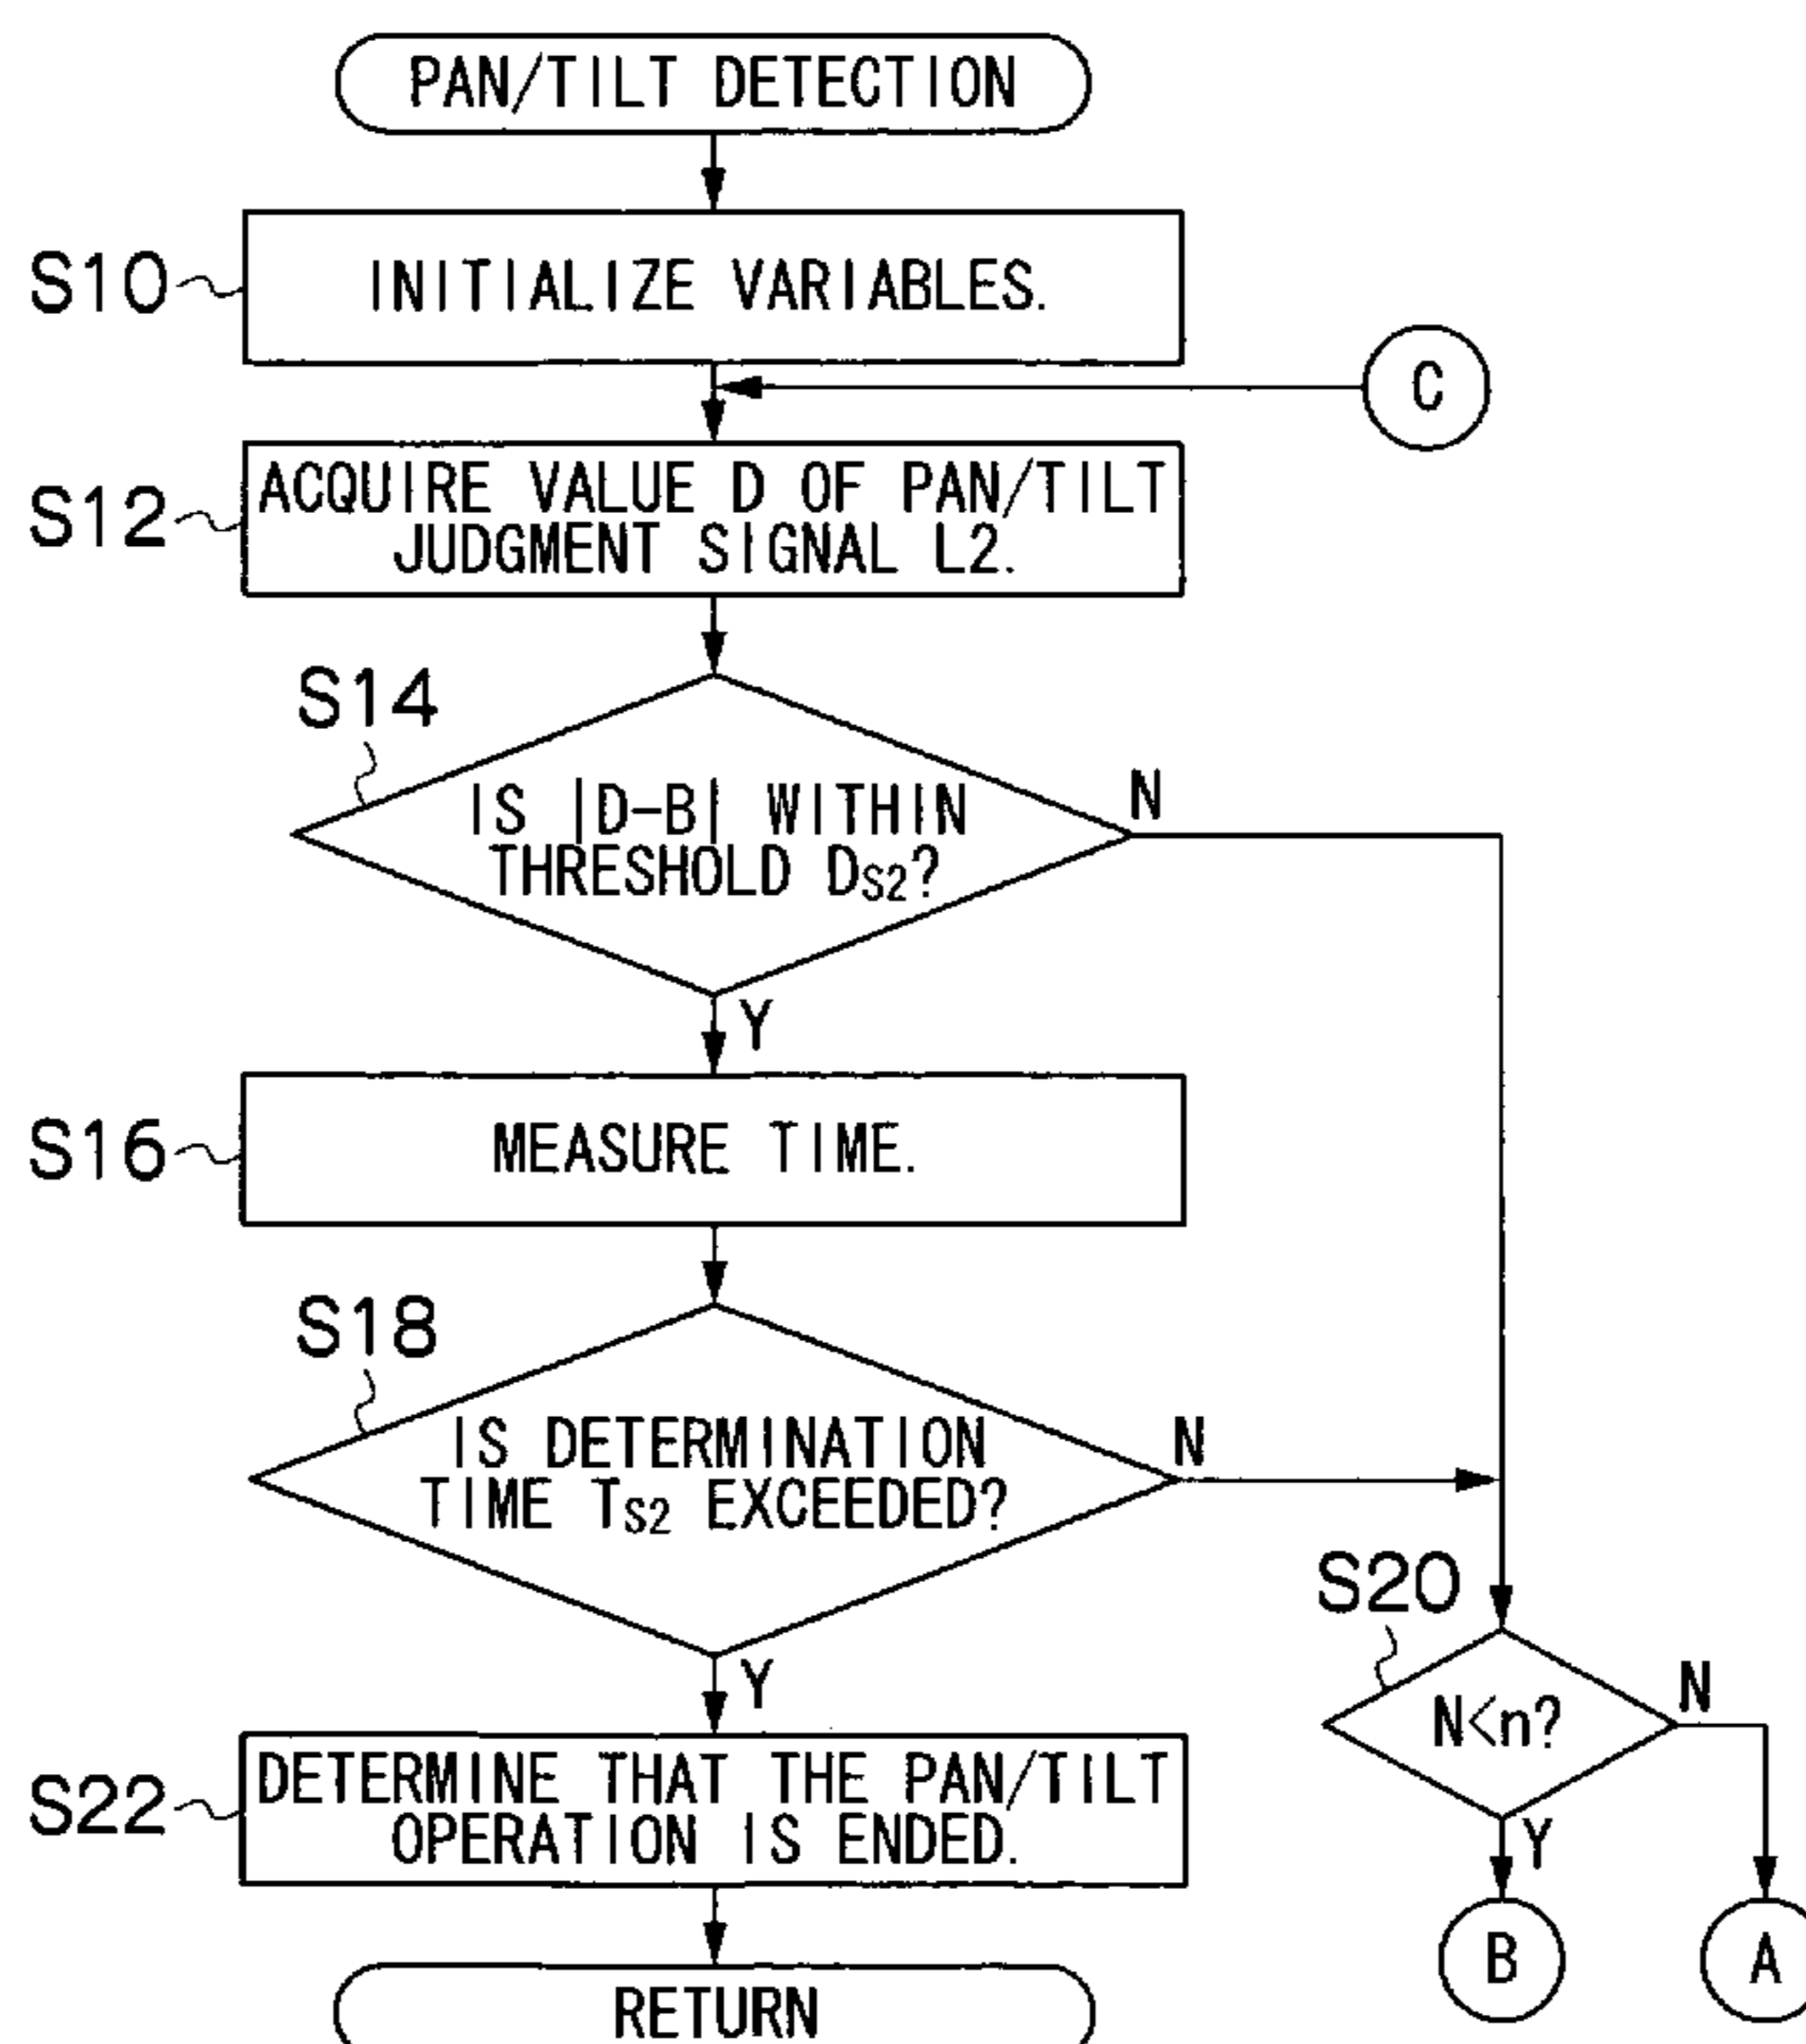 PAN/TILT DETECTION
S10
INITIALIZE VARIABLES.
C
S12
ACQUIRE VALUE D OF PAN/TILT
JUDGMENT SIGNAL L2.
S14
IS |D-B| WITHIN
THRESHOLD DS2?
N
Y
S16
MEASURE TIME.
S18
IS DETERMINATION
TIME TS2 EXCEEDED?
N
Y
S20
N<n?
N
Y
S22
DETERMINE THAT THE PAN/TILT
OPERATION IS ENDED.
B
A
RETURN